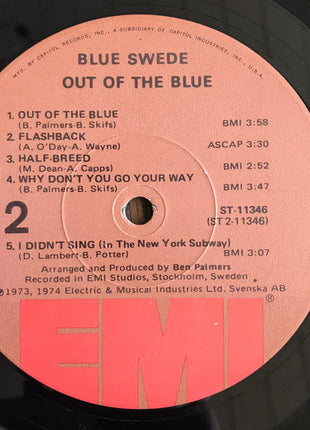 MFD. BY CAPITOL RECORDS, INC., A SUBSIDIARY OF CAPITOL INDUSTRIES, INC., U.S.A.
BLUE SWEDE
OUT OF THE BLUE
1. OUT OF THE BLUE
(B. Palmers-B. Skifs) BMI 3:58
2. FLASHBACK
(A. O'Day-A. Wayne) ASCAP 3:30
3. HALF-BREED
(M. Dean-A. Capps) BMI 2:52
4. WHY DON'T YOU GO YOUR WAY
(B. Palmers-B. Skifs) BMI 3:47
2
ST-11346
(ST 2-11346)
5. I DIDN'T SING (In The New York Subway)
(D. Lambert-B. Potter) BMI 3:07
Arranged and Produced by Ben Palmers
Recorded in EMI Studios, Stockholm, Sweden
℗1973, 1974 Electric & Musical Industries Ltd. Svenska AB
EMI®